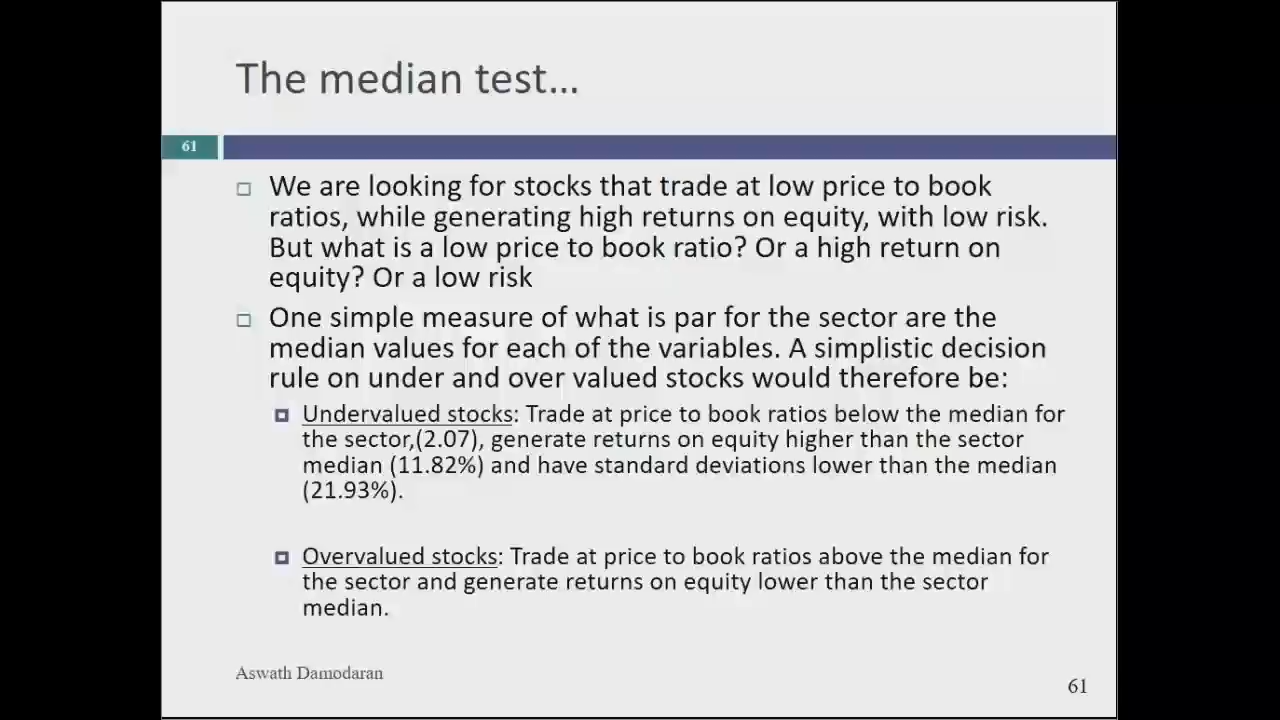 The median test...
61
We are looking for stocks that trade at low price to book
ratios, while generating high returns on equity, with low risk.
But what is a low price to book ratio? Or a high return on
equity? Or a low risk
One simple measure of what is par for the sector are the
median values for each of the variables. A simplistic decision
rule on under and over valued stocks would therefore be:
Undervalued stocks: Trade at price to book ratios below the median for
the sector,(2.07), generate returns on equity higher than the sector
median (11.82%) and have standard deviations lower than the median
(21.93%).
Overvalued stocks: Trade at price to book ratios above the median for
the sector and generate returns on equity lower than the sector
median.
Aswath Damodaran
61